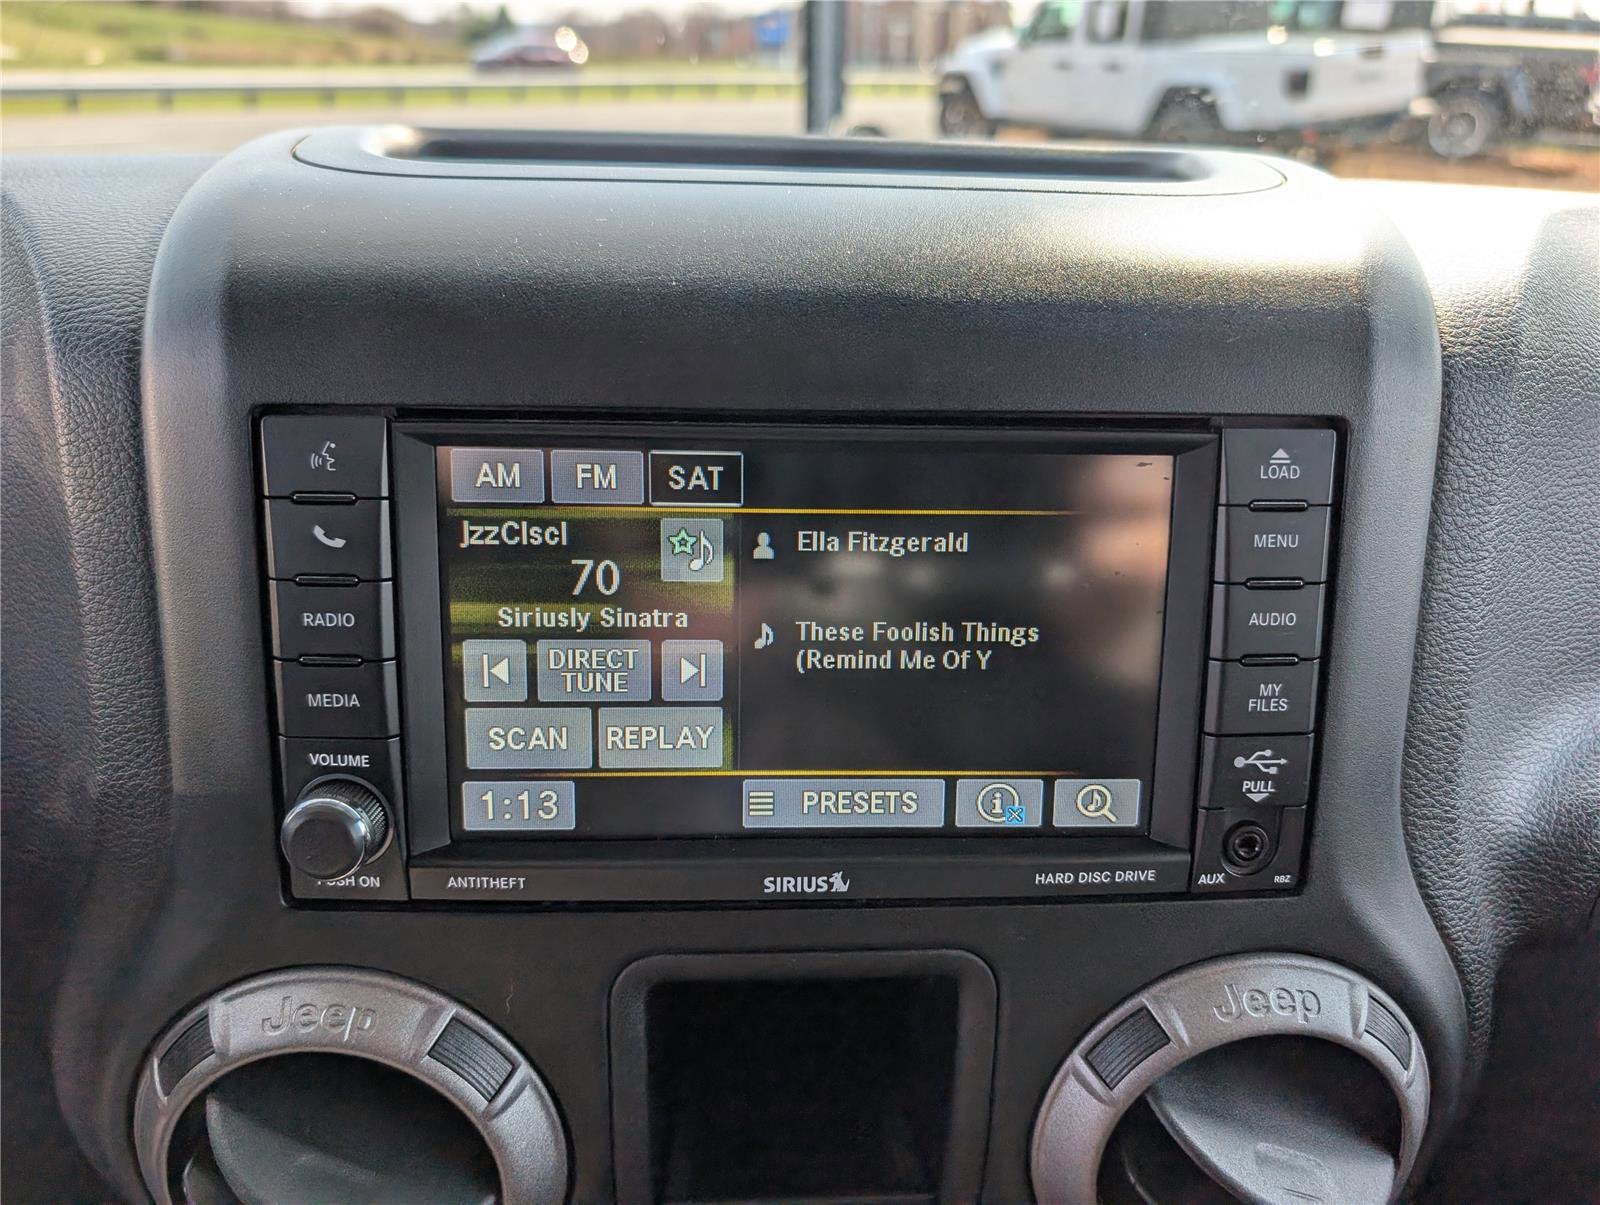 AM FM SAT
JzzClscl
70
Siriusly Sinatra
DIRECT
TUNE
SCAN REPLAY
1:13
Ella Fitzgerald
These Foolish Things
(Remind Me Of Y
PRESETS
RADIO
MEDIA
VOLUME
PUSH ON
LOAD
MENU
AUDIO
MY
FILES
PULL
AUX RBZ
ANTITHEFT SIRIUS HARD DISC DRIVE
Jeep Jeep